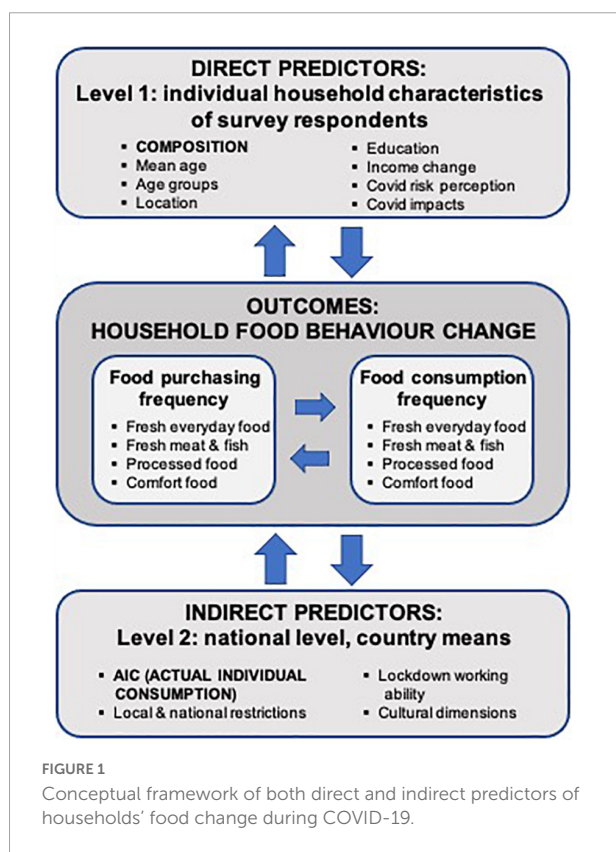 DIRECT PREDICTORS:
Level 1: individual household characteristics
of survey respondents
▪ COMPOSITION
▪ Mean age
▪ Age groups
▪ Location
▪ Education
▪ Income change
▪ Covid risk perception
▪ Covid impacts
OUTCOMES:
HOUSEHOLD FOOD BEHAVIOUR CHANGE
Food purchasing
frequency
▪ Fresh everyday food
▪ Fresh meat & fish
▪ Processed food
▪ Comfort food
Food consumption
frequency
▪ Fresh everyday food
▪ Fresh meat & fish
▪ Processed food
▪ Comfort food
INDIRECT PREDICTORS:
Level 2: national level, country means
▪ AIC (ACTUAL INDIVIDUAL
CONSUMPTION)
▪ Local & national restrictions
▪ Lockdown working
ability
▪ Cultural dimensions
FIGURE 1
Conceptual framework of both direct and indirect predictors of
households' food change during COVID-19.